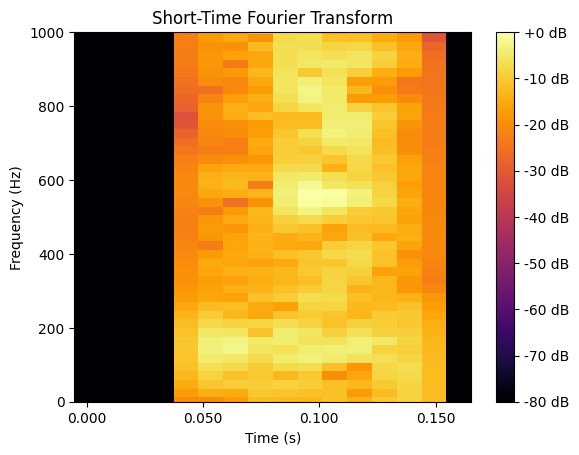 Short-Time Fourier Transform
Frequency (Hz)
1000
800
600
400
200
0
0.000
0.050
0.100
0.150
Time (s)
+0 dB
-10 dB
-20 dB
-30 dB
-40 dB
-50 dB
-60 dB
-70 dB
-80 dB